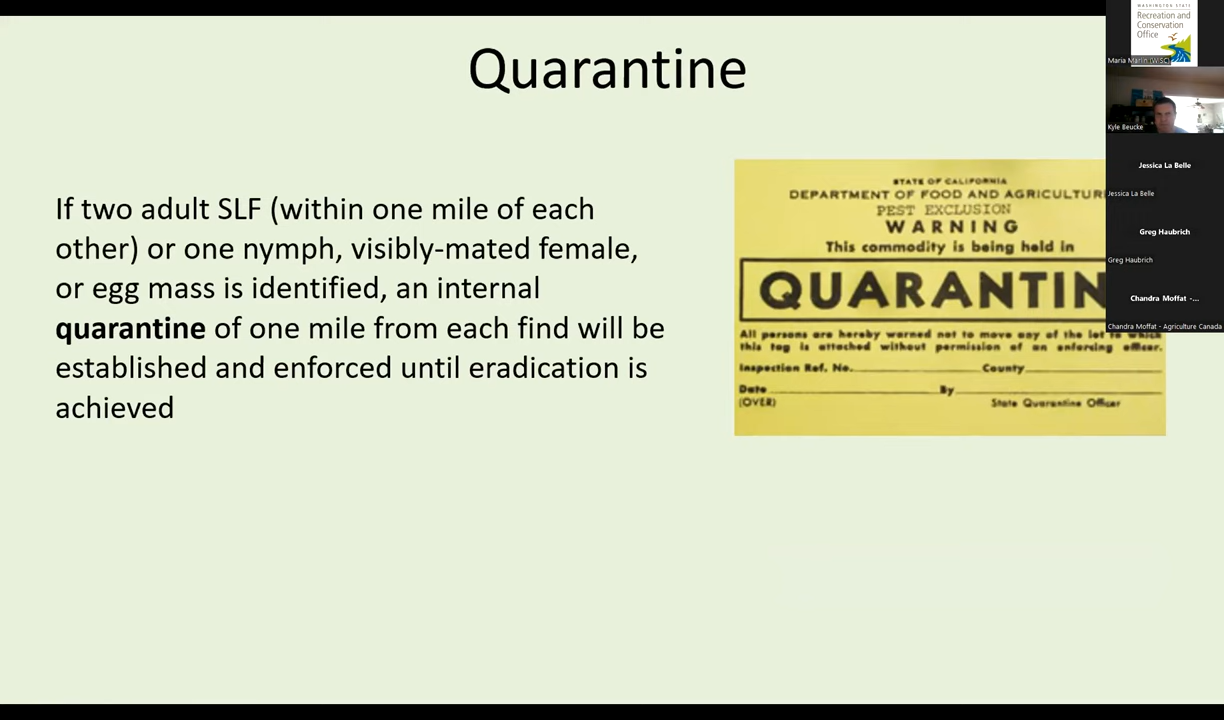 Quarantine
If two adult SLF (within one mile of each
other) or one nymph, visibly-mated female,
or egg mass is identified, an internal
quarantine of one mile from each find will be
established and enforced until eradication is
achieved
STATE OF CALIFORNIA
DEPARTMENT OF FOOD AND AGRICULTURE
PEST EXCLUSION
WARNING
This commodity is being held in
QUARANTIN
All persons are hereby warned not to move any of the lot to which
this tag is attached without permission of an enforcing officer.
Inspection Ref. No. County
Date By
(OVER) State Quarantine Officer
WASHINGTON STATE
Recreation and
Conservation
Office
Maria Marlin (WISC)
Kyle Beucke
Jessica La Belle
Jessica La Belle
Greg Haubrich
Greg Haubrich
Chandra Moffat -...
Chandra Moffat - Agriculture Canada